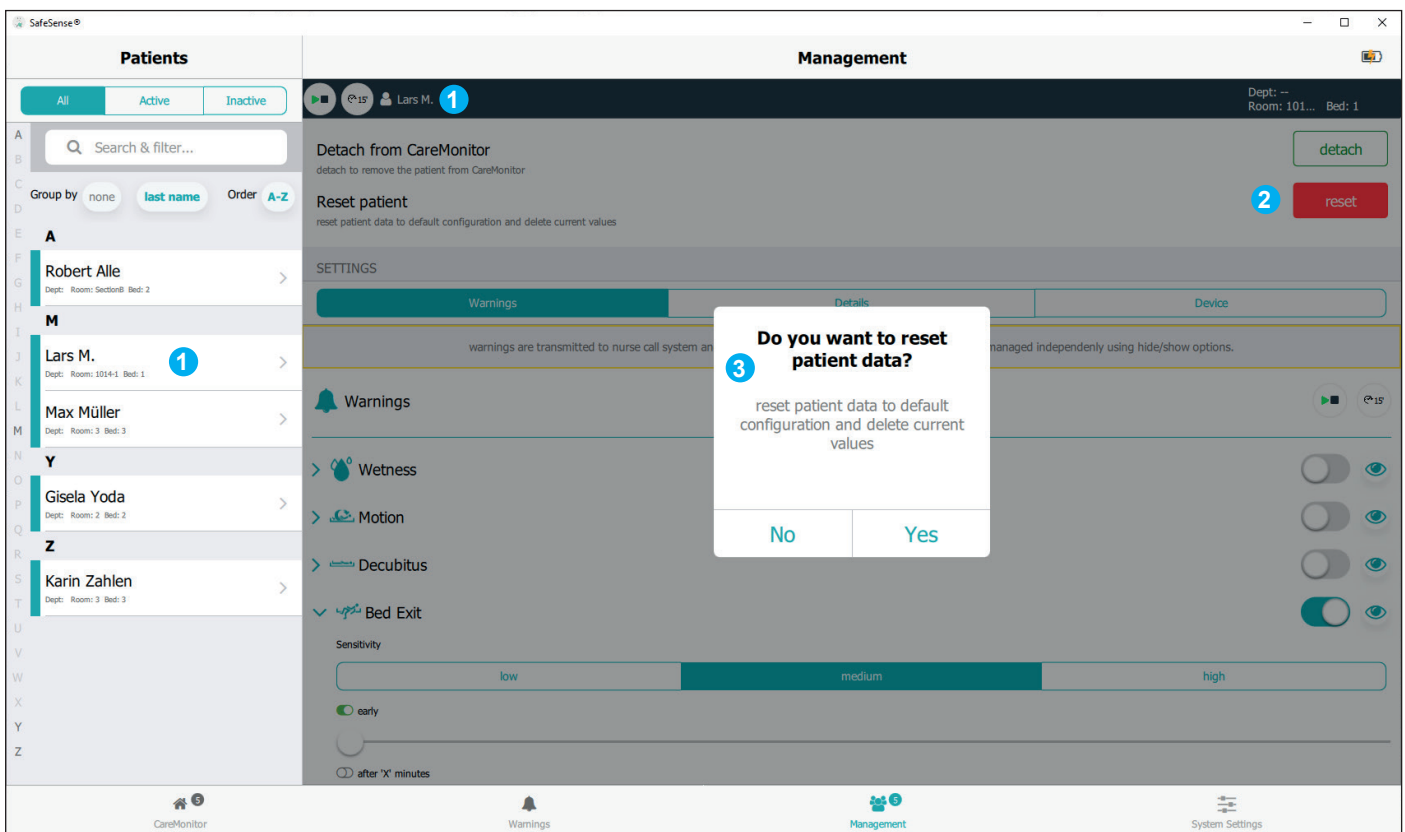 SafeSense®
Patients
Management
All Active Inactive
15' Lars M. 1
Dept: --
Room: 101... Bed: 1
A
B
C
D
E
F
G
H
I
J
K
L
M
N
O
P
Q
R
S
T
U
V
W
X
Y
Z
Search & filter...
Group by none last name Order A-Z
A
Robert Alle
Dept: Room: SectionB Bed: 2
M
Lars M. 1
Dept: Room: 1014-1 Bed: 1
Max Müller
Dept: Room: 3 Bed: 3
Y
Gisela Yoda
Dept: Room: 2 Bed: 2
Z
Karin Zahlen
Dept: Room: 3 Bed: 3
Detach from CareMonitor
detach to remove the patient from CareMonitor
detach
Reset patient
reset patient data to default configuration and delete current values
2 reset
SETTINGS
Warnings Details Device
warnings are transmitted to nurse call system an
managed independenly using hide/show options.
Do you want to reset
patient data?
3
reset patient data to default
configuration and delete current
values
No Yes
Warnings 15'
Wetness
Motion
Decubitus
Bed Exit
Sensitivity
low medium high
early
after 'X' minutes
5
CareMonitor
Warnings
5
Management
System Settings